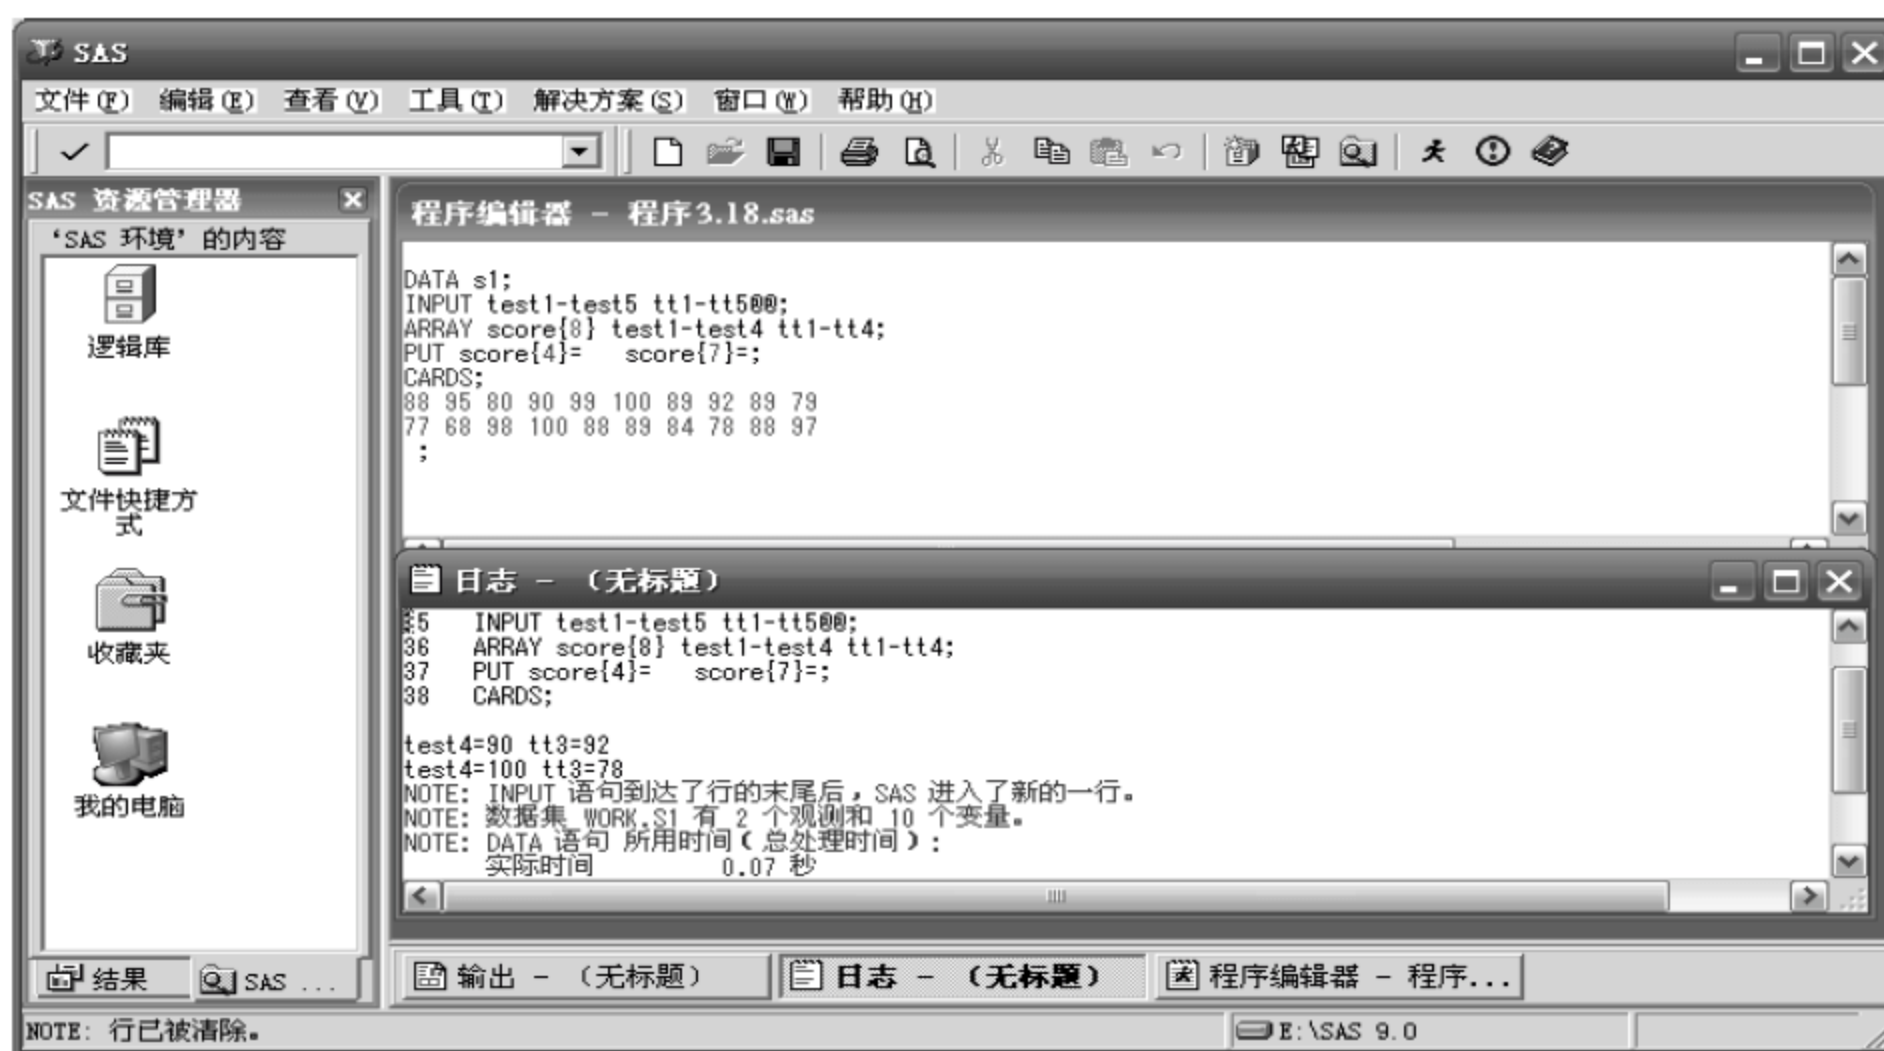 SAS
文件(F) 编辑(E) 查看(V) 工具(T) 解决方案(S) 窗口(W) 帮助(H)
SAS 资源管理器
‘SAS 环境’的内容
逻辑库
文件快捷方
式
收藏夹
我的电脑
结果
SAS ...
程序编辑器 - 程序3.18.sas
DATA s1;
INPUT test1-test5 tt1-tt5@@;
ARRAY score{8} test1-test4 tt1-tt4;
PUT score{4}= score{7}=;
CARDS;
88 95 80 90 99 100 89 92 89 79
77 68 98 100 88 89 84 78 88 97
;
日志 - (无标题)
35 INPUT test1-test5 tt1-tt5@@;
36 ARRAY score{8} test1-test4 tt1-tt4;
37 PUT score{4}= score{7}=;
38 CARDS;
test4=90 tt3=92
test4=100 tt3=78
NOTE: INPUT 语句到达了行的末尾后，SAS 进入了新的一行。
NOTE: 数据集 WORK.S1 有 2 个观测和 10 个变量。
NOTE: DATA 语句 所用时间（总处理时间）:
实际时间 0.07 秒
输出 - (无标题)
日志 - (无标题)
程序编辑器 - 程序...
NOTE: 行已被清除。
E:\SAS 9.0